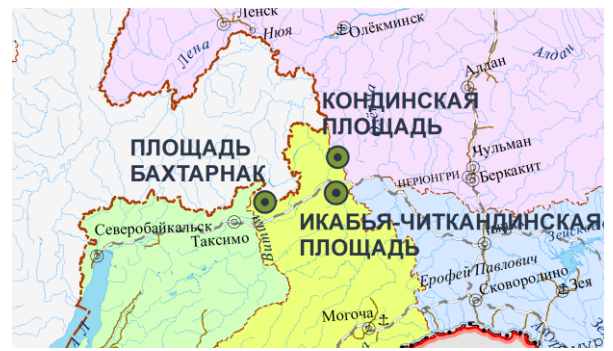 Ленск
Нюя
Лена
Олёкминск
Алдан
Алдан
КОНДИНСКАЯ
ПЛОЩАДЬ
ПЛОЩАДЬ
БАХТАРНАК
Чульман
НЕРЮНГРИ
Беркакит
ИКАБЬЯ-ЧИТКАНДИНСКАЯ
ПЛОЩАДЬ
Северобайкальск
Таксимо
Витим
Ерофей Павлович
Сковородино
Зея
Могоча